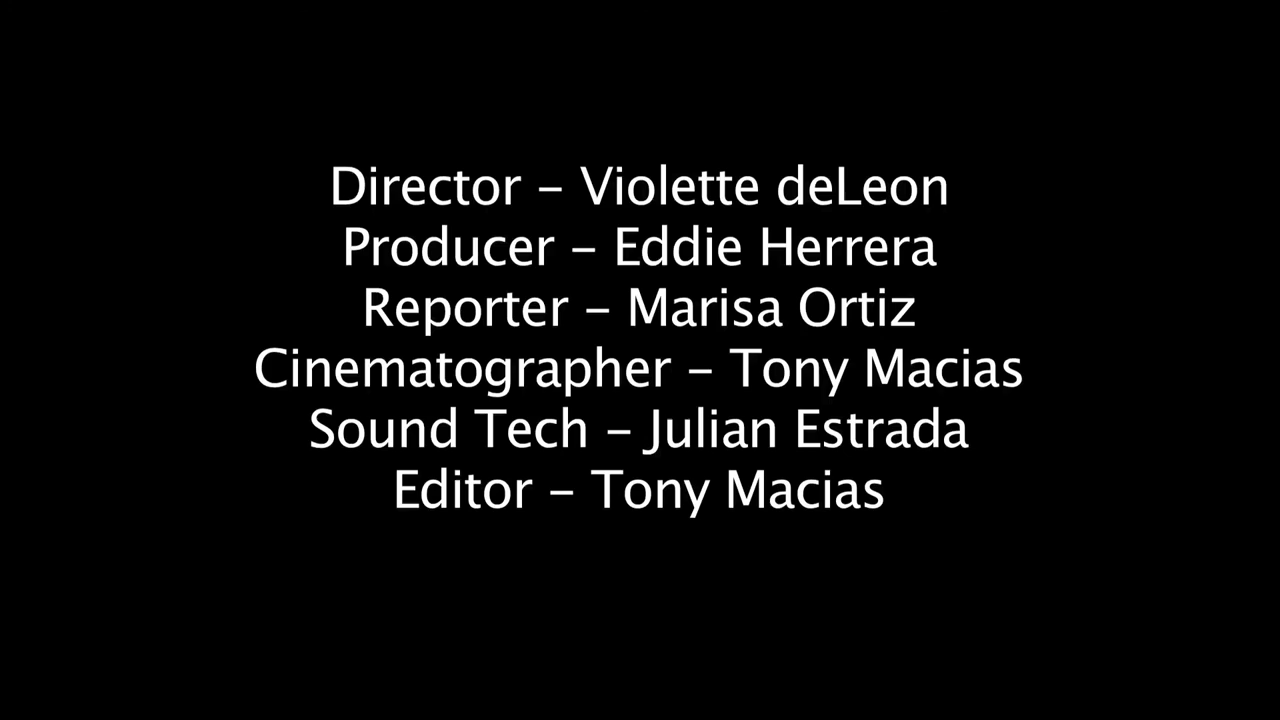 Director – Violette deLeon
Producer – Eddie Herrera
Reporter – Marisa Ortiz
Cinematographer – Tony Macias
Sound Tech – Julian Estrada
Editor – Tony Macias